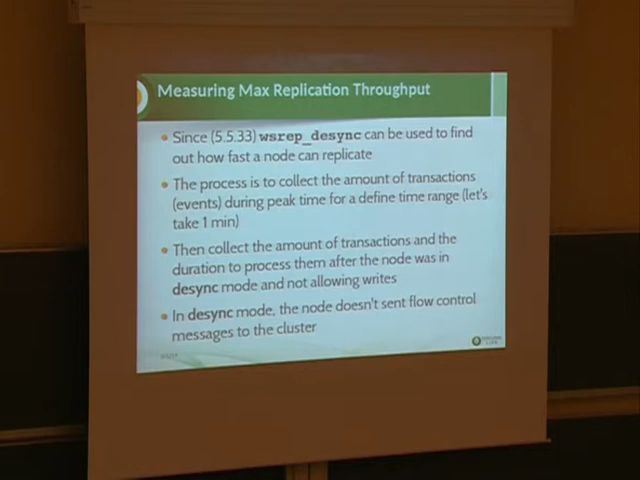 Measuring Max Replication Throughput
Since (5.5.33) wsrep_desync can be used to find
out how fast a node can replicate
The process is to collect the amount of transactions
(events) during peak time for a define time range (let's
take 1 min)
Then collect the amount of transactions and the
duration to process them after the node was in
desync mode and not allowing writes
In desync mode, the node doesn't sent flow control
messages to the cluster